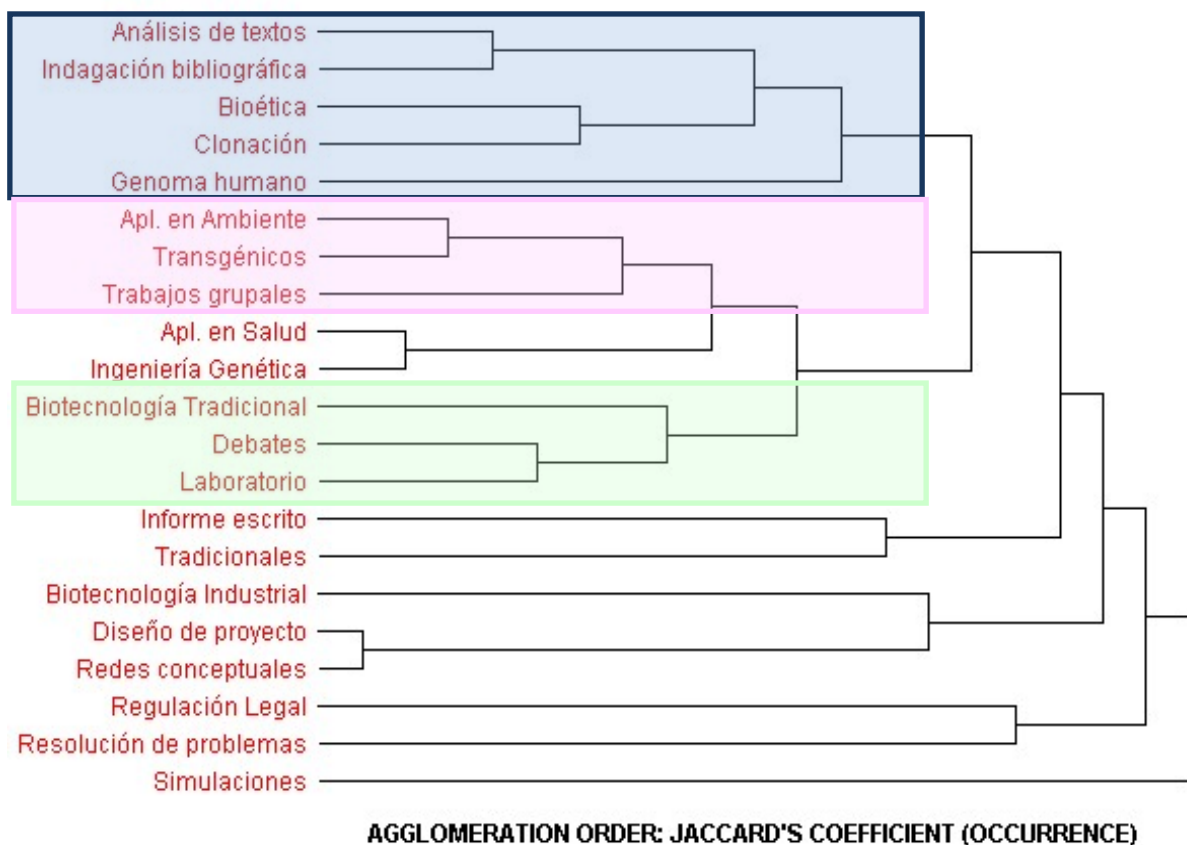 Análisis de textos
Indagación bibliográfica
Bioética
Clonación
Genoma humano
Apl. en Ambiente
Transgénicos
Trabajos grupales
Apl. en Salud
Ingeniería Genética
Biotecnología Tradicional
Debates
Laboratorio
Informe escrito
Tradicionales
Biotecnología Industrial
Diseño de proyecto
Redes conceptuales
Regulación Legal
Resolución de problemas
Simulaciones
AGGLOMERATION ORDER: JACCARD'S COEFFICIENT (OCCURRENCE)